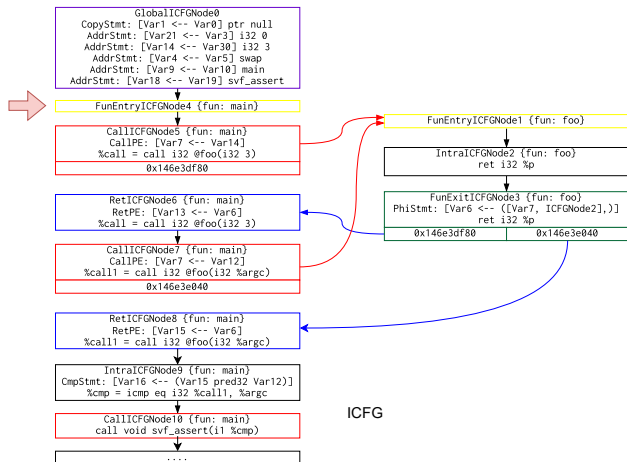 GlobalICFGNode0
CopyStmt: [Var1 <-- Var0] ptr null
AddrStmt: [Var21 <-- Var3] i32 0
AddrStmt: [Var14 <-- Var30] i32 3
AddrStmt: [Var4 <-- Var5] swap
AddrStmt: [Var9 <-- Var10] main
AddrStmt: [Var18 <-- Var19] svf_assert
FunEntryICFGNode4 {fun: main}
CallICFGNode5 {fun: main}
CallPE: [Var7 <-- Var14]
%call = call i32 @foo(i32 3)
0x146e3df80
RetICFGNode6 {fun: main}
RetPE: [Var13 <-- Var6]
%call = call i32 @foo(i32 3)
CallICFGNode7 {fun: main}
CallPE: [Var7 <-- Var12]
%call1 = call i32 @foo(i32 %argc)
0x146e3e040
RetICFGNode8 {fun: main}
RetPE: [Var15 <-- Var6]
%call1 = call i32 @foo(i32 %argc)
IntraICFGNode9 {fun: main}
CmpStmt: [Var16 <-- (Var15 pred32 Var12)]
%cmp = icmp eq i32 %call1, %argc
CallICFGNode10 {fun: main}
call void svf_assert(i1 %cmp)
....
FunEntryICFGNode1 {fun: foo}
IntraICFGNode2 {fun: foo}
ret i32 %p
FunExitICFGNode3 {fun: foo}
PhiStmt: [Var6 <-- ([Var7, ICFGNode2],)]
ret i32 %p
0x146e3df80 0x146e3e040
ICFG